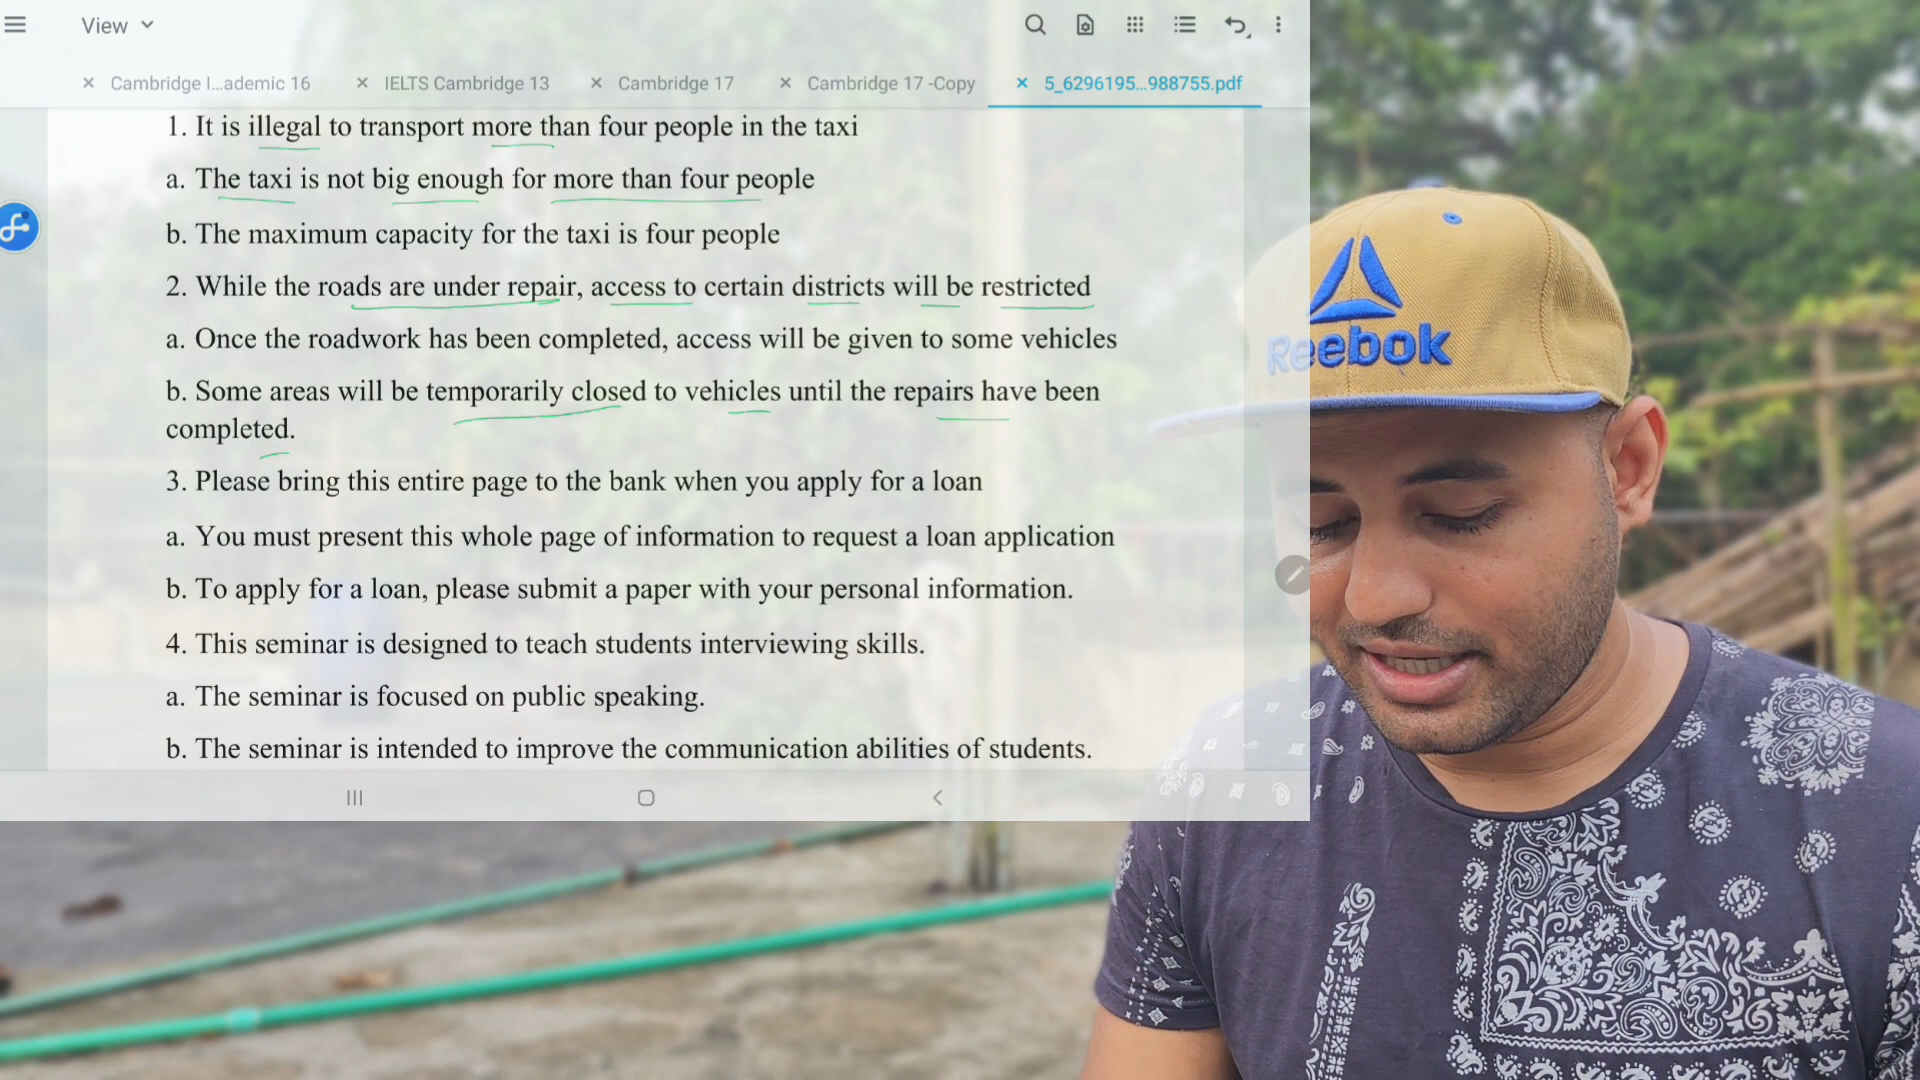 View
Cambridge I...ademic 16
IELTS Cambridge 13
Cambridge 17
Cambridge 17 -Copy
5_6296195...988755.pdf
1. It is illegal to transport more than four people in the taxi
a. The taxi is not big enough for more than four people
b. The maximum capacity for the taxi is four people
2. While the roads are under repair, access to certain districts will be restricted
a. Once the roadwork has been completed, access will be given to some vehicles
b. Some areas will be temporarily closed to vehicles until the repairs have been
completed.
3. Please bring this entire page to the bank when you apply for a loan
a. You must present this whole page of information to request a loan application
b. To apply for a loan, please submit a paper with your personal information.
4. This seminar is designed to teach students interviewing skills.
a. The seminar is focused on public speaking.
b. The seminar is intended to improve the communication abilities of students.
Reebok